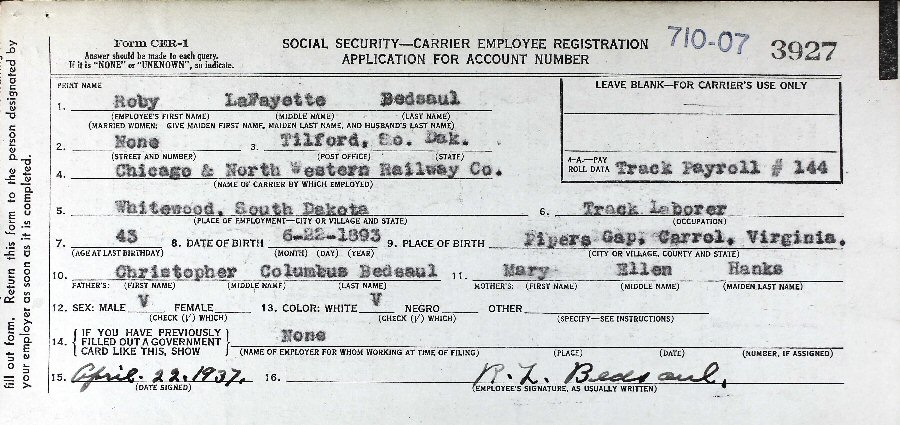 Form CER-1
Answer should be made to each query.
If it is "NONE" or "UNKNOWN", so indicate.
SOCIAL SECURITY—CARRIER EMPLOYEE REGISTRATION
APPLICATION FOR ACCOUNT NUMBER
710-07 3927
fill out form. Return this form to the person designated by
your employer as soon as it is completed.
LEAVE BLANK—FOR CARRIER'S USE ONLY
4-A.—PAY
ROLL DATA Track Payroll # 144
PRINT NAME
1. Roby LaFayette Bedsaul
(EMPLOYEE'S FIRST NAME) (MIDDLE NAME) (LAST NAME)
(MARRIED WOMEN: GIVE MAIDEN FIRST NAME, MAIDEN LAST NAME, AND HUSBAND'S LAST NAME)
2. None 3. Tilford, So. Dak.
(STREET AND NUMBER) (POST OFFICE) (STATE)
4. Chicago & North Western Railway Co.
(NAME OF CARRIER BY WHICH EMPLOYED)
5. Whitewood, South Dakota 6. Track Laborer
(PLACE OF EMPLOYMENT—CITY OR VILLAGE AND STATE) (OCCUPATION)
7. 43 8. DATE OF BIRTH 6-22-1893 9. PLACE OF BIRTH Pipers Gap, Carrol, Virginia.
(AGE AT LAST BIRTHDAY) (MONTH) (DAY) (YEAR) (CITY OR VILLAGE, COUNTY AND STATE)
10. Christopher Columbus Bedsaul 11. Mary Ellen Hanks
FATHER'S: (FIRST NAME) (MIDDLE NAME) (LAST NAME) MOTHER'S: (FIRST NAME) (MIDDLE NAME) (MAIDEN LAST NAME)
12. SEX: MALE V FEMALE 13. COLOR: WHITE V NEGRO OTHER
(CHECK (√) WHICH) (CHECK (√) WHICH) (SPECIFY—SEE INSTRUCTIONS)
14. IF YOU HAVE PREVIOUSLY FILLED OUT A GOVERNMENT CARD LIKE THIS, SHOW None
(NAME OF EMPLOYER FOR WHOM WORKING AT TIME OF FILING) (PLACE) (DATE) (NUMBER, IF ASSIGNED)
15. April. 22. 1937. 16. R. L. Bedsaul,
(DATE SIGNED) (EMPLOYEE'S SIGNATURE, AS USUALLY WRITTEN)